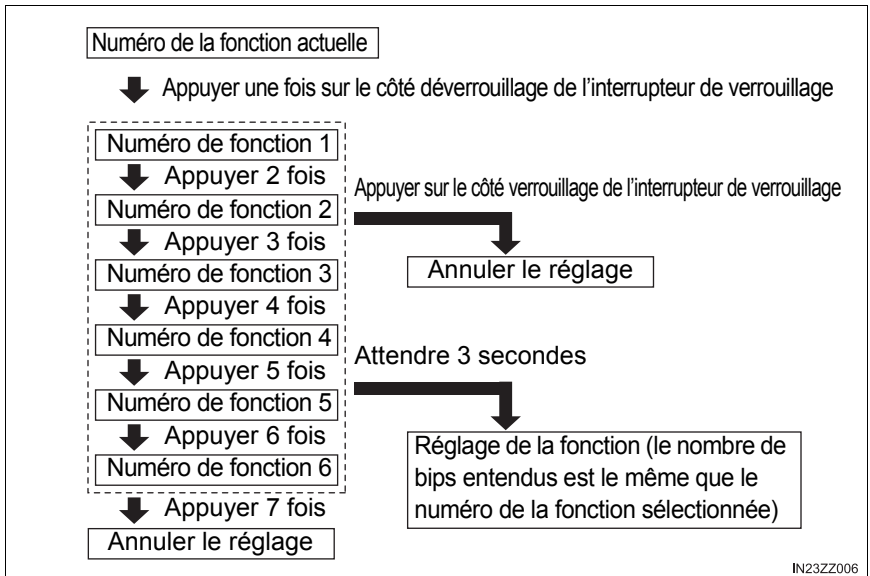 Numéro de la fonction actuelle
Appuyer une fois sur le côté déverrouillage de l'interrupteur de verrouillage
Numéro de fonction 1
Appuyer 2 fois
Appuyer sur le côté verrouillage de l'interrupteur de verrouillage
Numéro de fonction 2
Appuyer 3 fois
Annuler le réglage
Numéro de fonction 3
Appuyer 4 fois
Numéro de fonction 4
Attendre 3 secondes
Appuyer 5 fois
Numéro de fonction 5
Appuyer 6 fois
Réglage de la fonction (le nombre de
bips entendus est le même que le
numéro de la fonction sélectionnée)
Numéro de fonction 6
Appuyer 7 fois
Annuler le réglage
IN23ZZ006